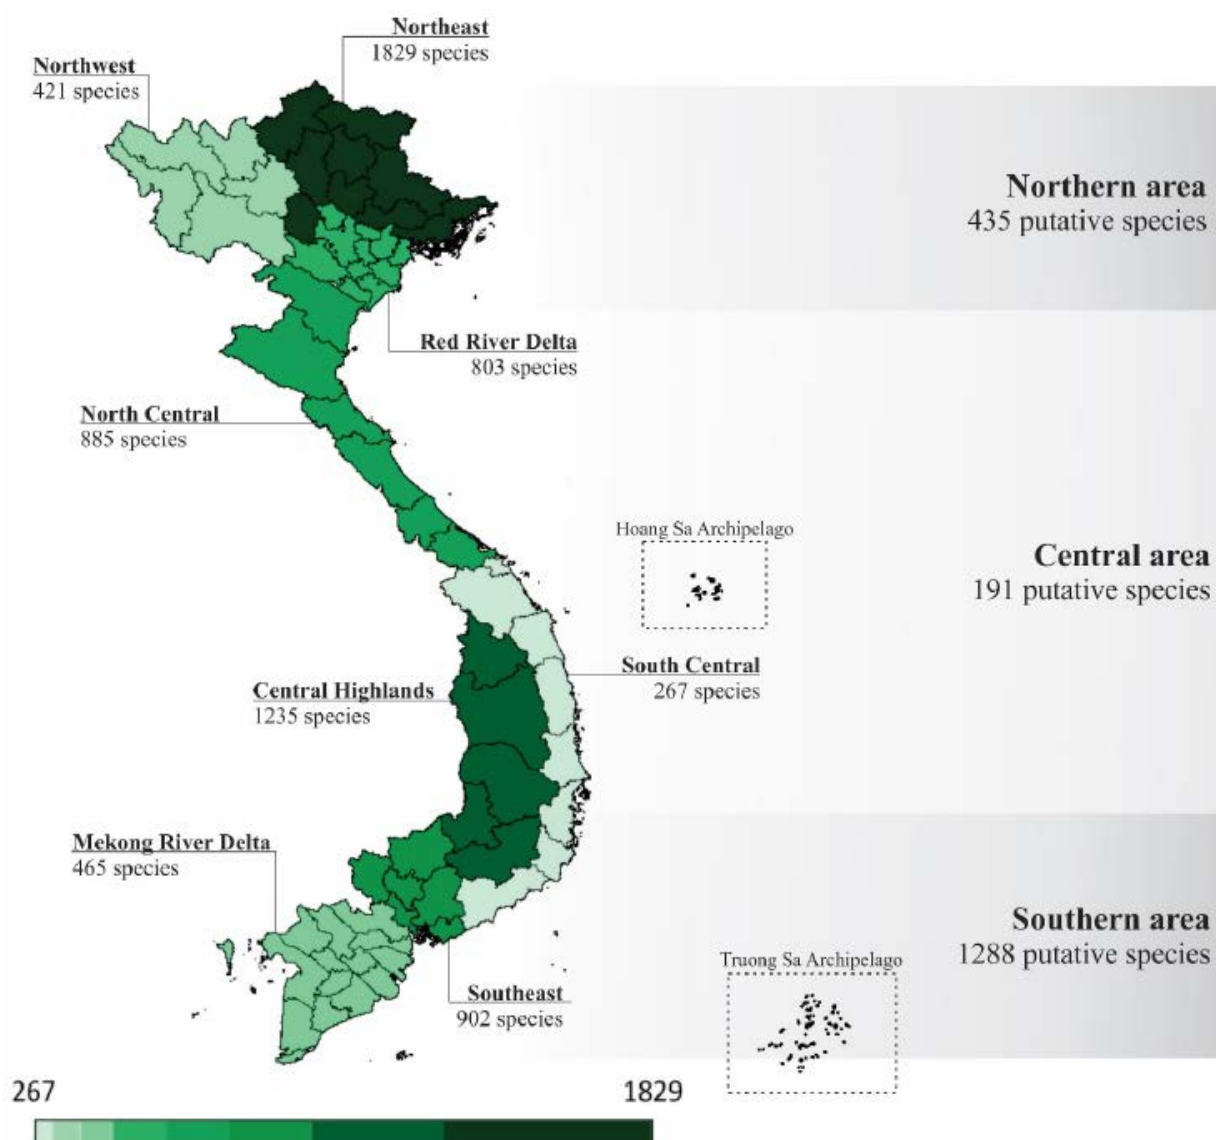 Northeast
1829 species
Northwest
421 species
Northern area
435 putative species
Red River Delta
803 species
North Central
885 species
Hoang Sa Archipelago
Central area
191 putative species
South Central
267 species
Central Highlands
1235 species
Mekong River Delta
465 species
Southern area
1288 putative species
Truong Sa Archipelago
Southeast
902 species
267
1829